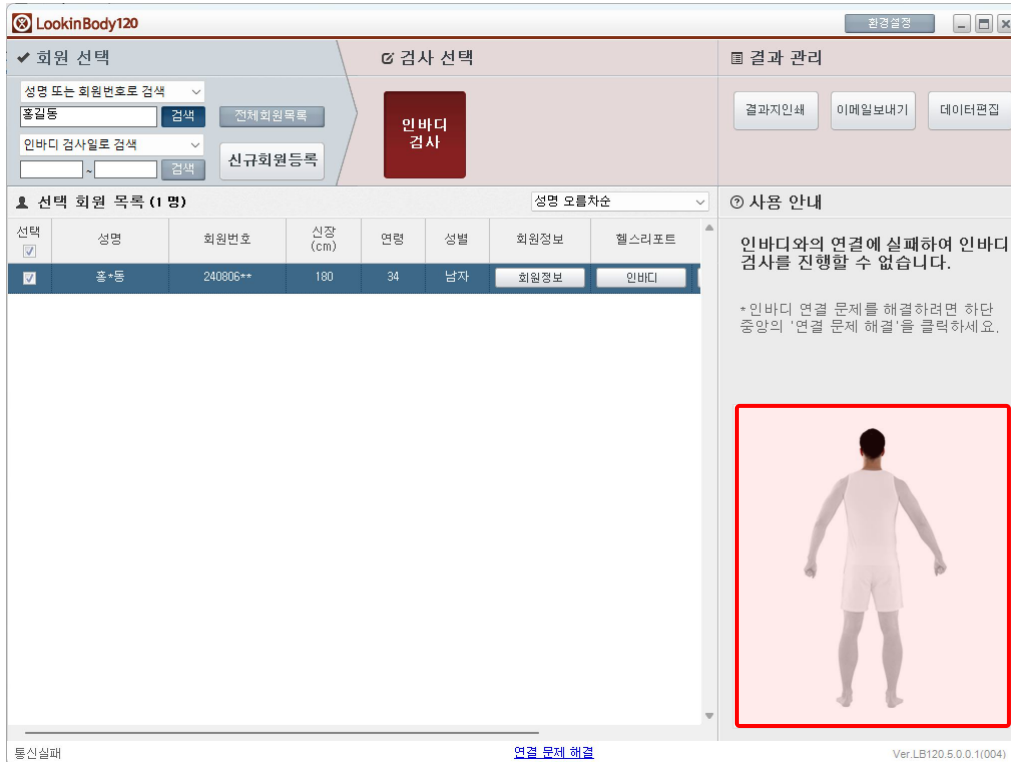 LookinBody120
환경설정
회원 선택
검사 선택
결과 관리
성명 또는 회원번호로 검색
홍길동
검색
전체회원목록
인바디 검사일로 검색
~
검색
신규회원등록
인바디
검사
결과지인쇄
이메일보내기
데이터편집
선택 회원 목록 (1 명)
성명 오름차순
사용 안내
선택
성명
회원번호
신장
(cm)
연령
성별
회원정보
헬스리포트
홍*동
240806**
180
34
남자
회원정보
인바디
인바디와의 연결에 실패하여 인바디
검사를 진행할 수 없습니다.
*인바디 연결 문제를 해결하려면 하단
중앙의 '연결 문제 해결'을 클릭하세요.
통신실패
연결 문제 해결
Ver.LB120.5.0.0.1(004)